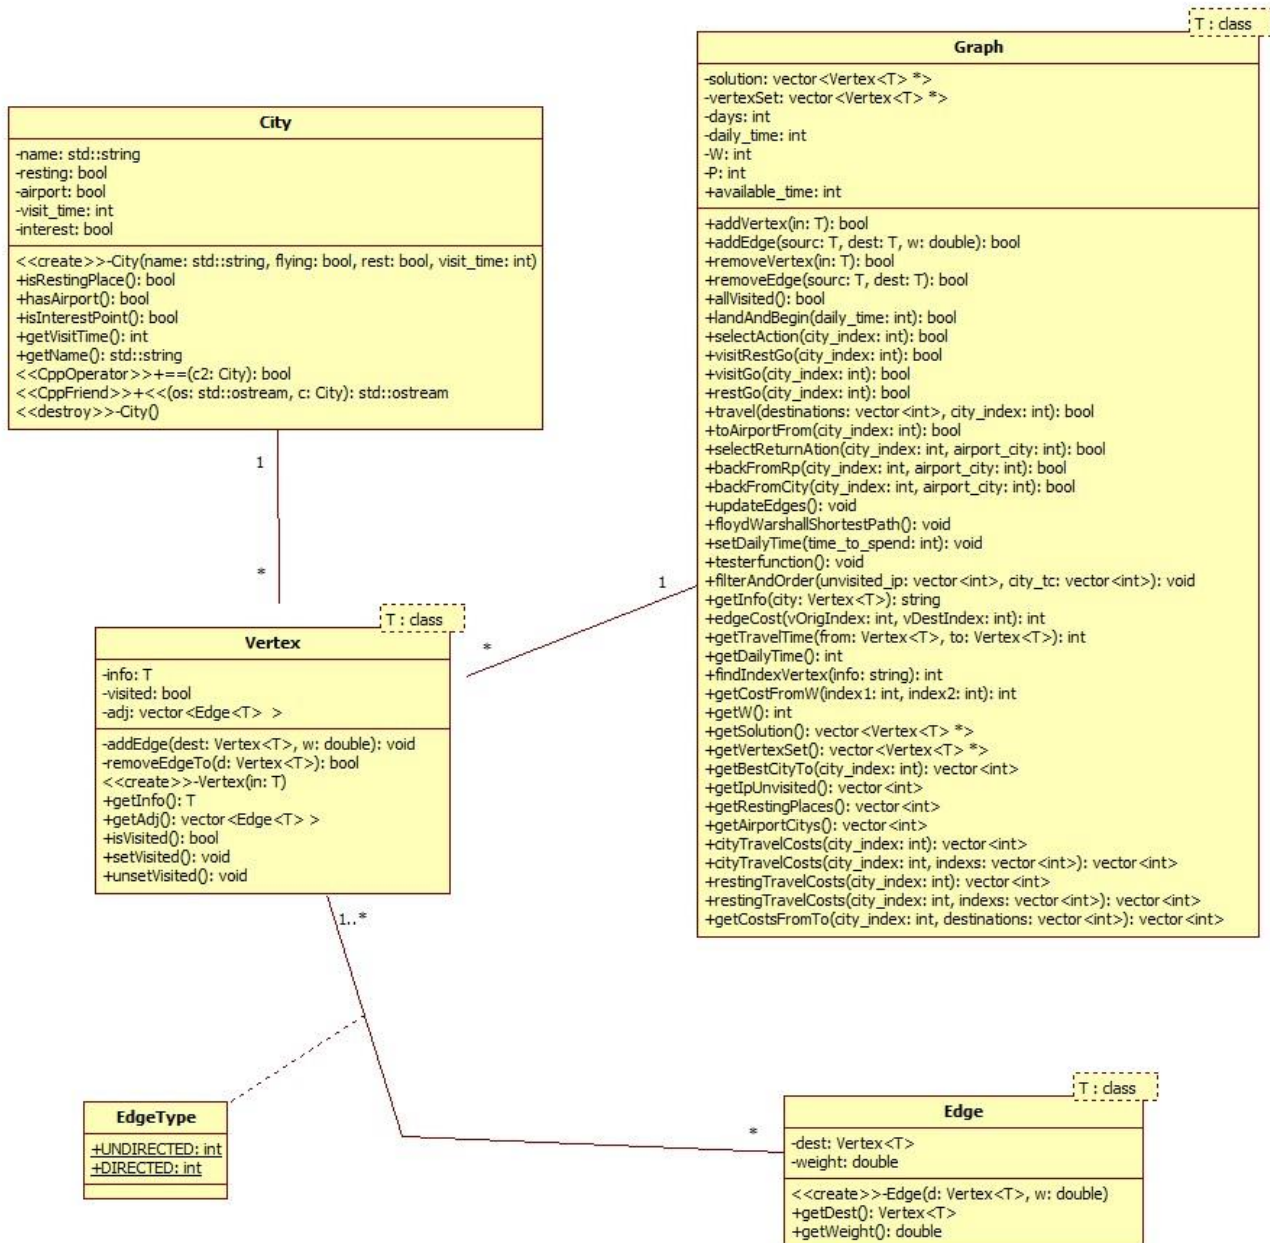 City
-name: std::string
-resting: bool
-airport: bool
-visit_time: int
-interest: bool
<<create>>-City(name: std::string, flying: bool, rest: bool, visit_time: int)
+isRestingPlace(): bool
+hasAirport(): bool
+isInterestPoint(): bool
+getVisitTime(): int
+getName(): std::string
<<CppOperator>>+==(c2: City): bool
<<CppFriend>>+<<(os: std::ostream, c: City): std::ostream
<<destroy>>-City()
1
*
T : class
Graph
-solution: vector<Vertex<T> *>
-vertexSet: vector<Vertex<T> *>
-days: int
-daily_time: int
-W: int
-P: int
+available_time: int
+addVertex(in: T): bool
+addEdge(sourc: T, dest: T, w: double): bool
+removeVertex(in: T): bool
+removeEdge(sourc: T, dest: T): bool
+allVisited(): bool
+landAndBegin(daily_time: int): bool
+selectAction(city_index: int): bool
+visitRestGo(city_index: int): bool
+visitGo(city_index: int): bool
+restGo(city_index: int): bool
+travel(destinations: vector<int>, city_index: int): bool
+toAirportFrom(city_index: int): bool
+selectReturnAtion(city_index: int, airport_city: int): bool
+backFromRp(city_index: int, airport_city: int): bool
+backFromCity(city_index: int, airport_city: int): bool
+updateEdges(): void
+floydWarshallShortestPath(): void
+setDailyTime(time_to_spend: int): void
+testerfunction(): void
+filterAndOrder(unvisited_ip: vector<int>, city_tc: vector<int>): void
+getInfo(city: Vertex<T>): string
+edgeCost(vOrigIndex: int, vDestIndex: int): int
+getTravelTime(from: Vertex<T>, to: Vertex<T>): int
+getDailyTime(): int
+findIndexVertex(info: string): int
+getCostFromW(index1: int, index2: int): int
+getW(): int
+getSolution(): vector<Vertex<T> *>
+getVertexSet(): vector<Vertex<T> *>
+getBestCityTo(city_index: int): vector<int>
+getIpUnvisited(): vector<int>
+getRestingPlaces(): vector<int>
+getAirportCitys(): vector<int>
+cityTravelCosts(city_index: int): vector<int>
+cityTravelCosts(city_index: int, indexs: vector<int>): vector<int>
+restingTravelCosts(city_index: int): vector<int>
+restingTravelCosts(city_index: int, indexs: vector<int>): vector<int>
+getCostsFromTo(city_index: int, destinations: vector<int>): vector<int>
1
*
T : class
Vertex
-info: T
-visited: bool
-adj: vector<Edge<T> >
-addEdge(dest: Vertex<T>, w: double): void
-removeEdgeTo(d: Vertex<T>): bool
<<create>>-Vertex(in: T)
+getInfo(): T
+getAdj(): vector<Edge<T> >
+isVisited(): bool
+setVisited(): void
+unsetVisited(): void
1..*
*
EdgeType
+UNDIRECTED: int
+DIRECTED: int
T : class
Edge
-dest: Vertex<T>
-weight: double
<<create>>-Edge(d: Vertex<T>, w: double)
+getDest(): Vertex<T>
+getWeight(): double